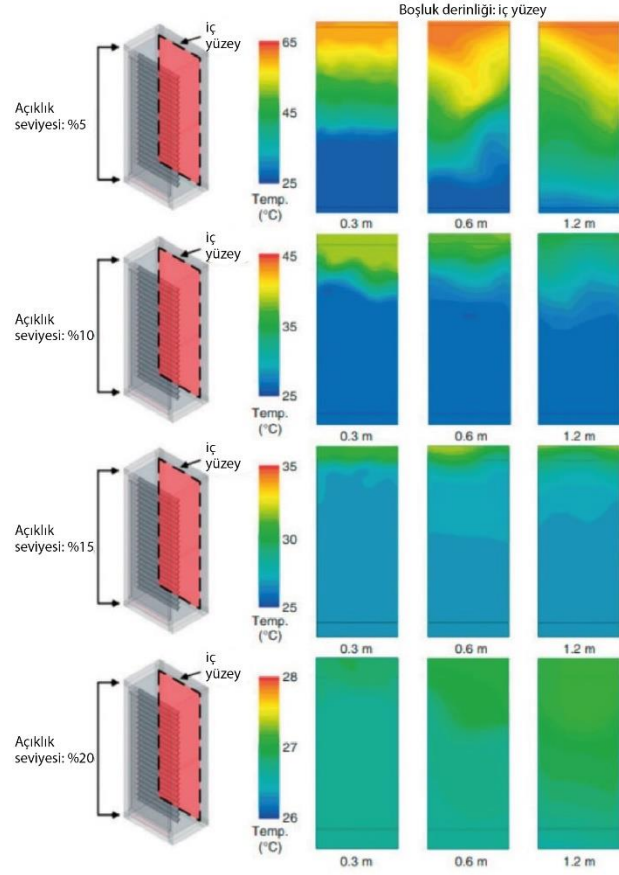 Boşluk derinliği: iç yüzey
iç
yüzey
Açıklık
seviyesi: %5
65
45
25
Temp.
(°C)
0.3 m
0.6 m
1.2 m
iç
yüzey
Açıklık
seviyesi: %10
45
35
25
Temp.
(°C)
0.3 m
0.6 m
1.2 m
iç
yüzey
Açıklık
seviyesi: %15
35
30
25
Temp.
(°C)
0.3 m
0.6 m
1.2 m
iç
yüzey
Açıklık
seviyesi: %20
28
27
26
Temp.
(°C)
0.3 m
0.6 m
1.2 m